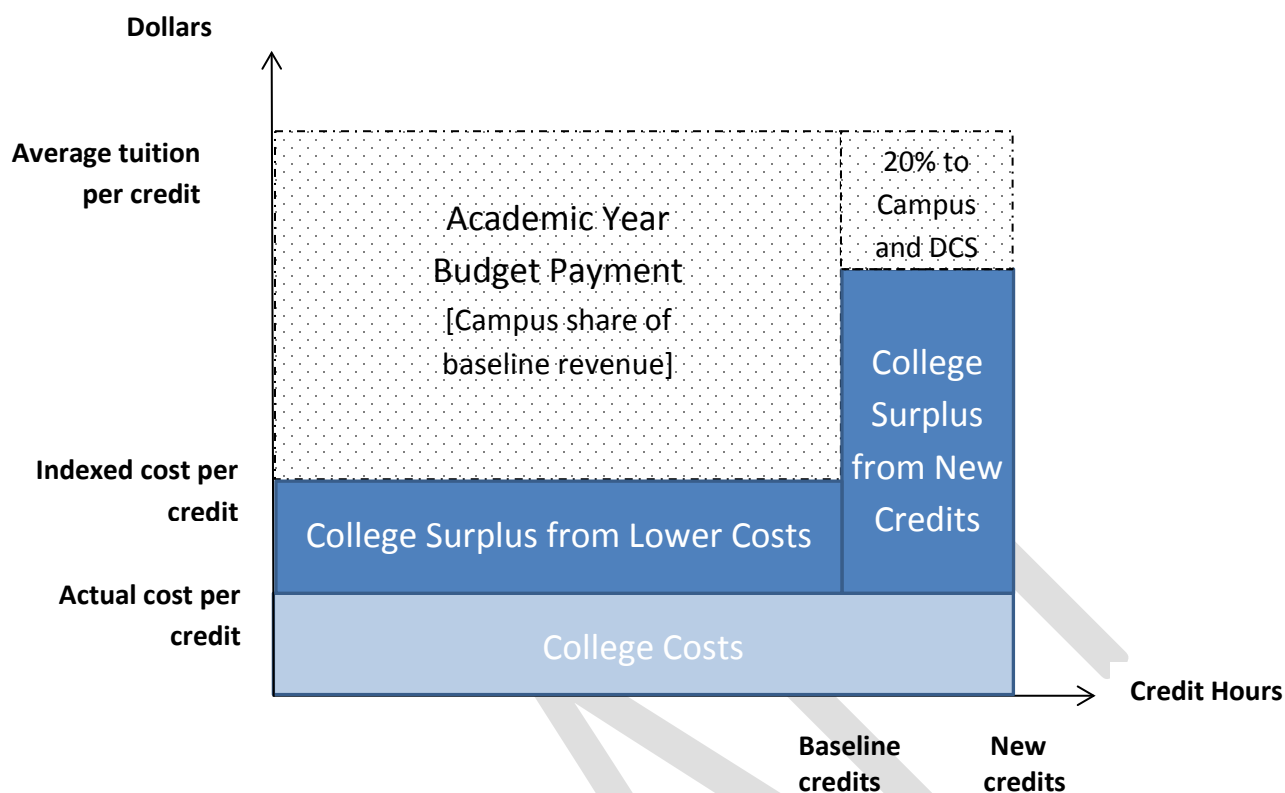 Dollars
Average tuition
per credit
20% to
Campus
and DCS
Academic Year
Budget Payment
[Campus share of
baseline revenue]
College
Surplus
from New
Credits
Indexed cost per
credit
College Surplus from Lower Costs
Actual cost per
credit
College Costs
Credit Hours
Baseline
credits
New
credits